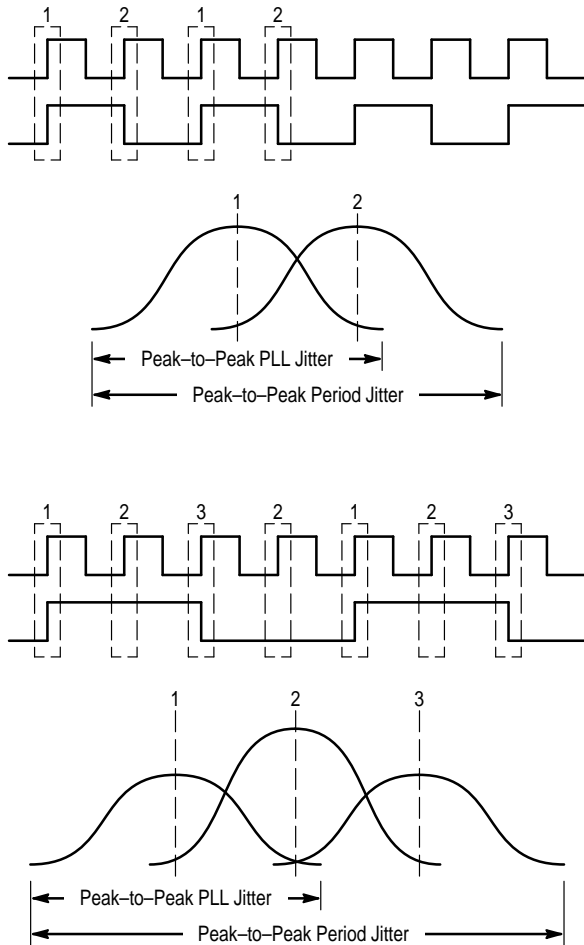 1 2 1 2
1 2
Peak–to–Peak PLL Jitter
Peak–to–Peak Period Jitter
1 2 3 2 1 2 3
1 2 3
Peak–to–Peak PLL Jitter
Peak–to–Peak Period Jitter